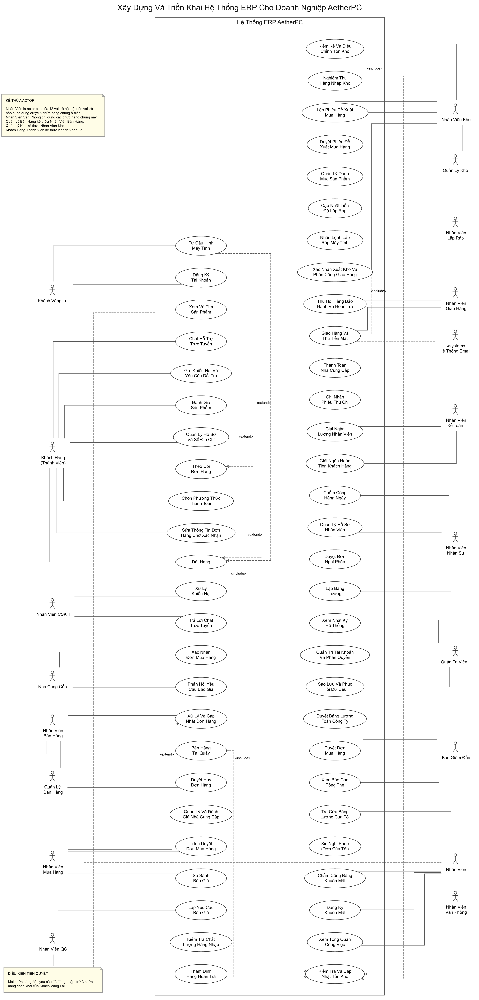 Xây Dựng Và Triển Khai Hệ Thống ERP Cho Doanh Nghiệp AetherPC
Hệ Thống ERP AetherPC
Kiểm Kê Và Điều
Chỉnh Tồn Kho
«include»
Nghiệm Thu
Hàng Nhập Kho
KẾ THỪA ACTOR
Nhân Viên là actor cha của 12 vai trò nội bộ, nên vai trò
nào cũng dùng được 5 chức năng chung ở trên.
Nhân Viên Văn Phòng chỉ dùng các chức năng chung này.
Quản Lý Bán Hàng kế thừa Nhân Viên Bán Hàng.
Quản Lý Kho kế thừa Nhân Viên Kho.
Khách Hàng Thành Viên kế thừa Khách Vãng Lai.
Lập Phiếu Đề Xuất
Mua Hàng
Nhân Viên Kho
Duyệt Phiếu Đề
Xuất Mua Hàng
Quản Lý Kho
Quản Lý Danh
Mục Sản Phẩm
Cập Nhật Tiến
Độ Lắp Ráp
Nhân Viên
Lắp Ráp
Nhận Lệnh Lắp
Ráp Máy Tính
Tự Cấu Hình
Máy Tính
Xác Nhận Xuất Kho Và
Phân Công Giao Hàng
Đăng Ký
Tài Khoản
«include»
Khách Vãng Lai
Thu Hồi Hàng Bảo
Hành Và Hoàn Trả
Nhân Viên
Giao Hàng
Xem Và Tìm
Sản Phẩm
Giao Hàng Và
Thu Tiền Mặt
Chat Hỗ Trợ
Trực Tuyến
«system»
Hệ Thống Email
Thanh Toán
Nhà Cung Cấp
Gửi Khiếu Nại Và
Yêu Cầu Đổi Trả
Ghi Nhận
Phiếu Thu Chi
«extend»
Đánh Giá
Sản Phẩm
Nhân Viên
Kế Toán
Giải Ngân
Lương Nhân Viên
Quản Lý Hồ Sơ
Và Sổ Địa Chỉ
«extend»
Khách Hàng
(Thành Viên)
Giải Ngân Hoàn
Tiền Khách Hàng
Theo Dõi
Đơn Hàng
Chấm Công
Hàng Ngày
Chọn Phương Thức
Thanh Toán
Quản Lý Hồ Sơ
Nhân Viên
Sửa Thông Tin Đơn
Hàng Chờ Xác Nhận
«extend»
Nhân Viên
Nhân Sự
Duyệt Đơn
Nghỉ Phép
Đặt Hàng
«include»
Xử Lý
Khiếu Nại
Lập Bảng
Lương
Nhân Viên CSKH
Trả Lời Chat
Trực Tuyến
Xem Nhật Ký
Hệ Thống
Xác Nhận
Đơn Mua Hàng
Quản Trị Tài Khoản
Và Phân Quyền
Quản Trị Viên
Nhà Cung Cấp
Phản Hồi Yêu
Cầu Báo Giá
Sao Lưu Và Phục
Hồi Dữ Liệu
Xử Lý Và Cập
Nhật Đơn Hàng
Duyệt Bảng Lương
Toàn Công Ty
Nhân Viên
Bán Hàng
Bán Hàng
Tại Quầy
«extend»
«include»
Duyệt Đơn
Mua Hàng
Ban Giám Đốc
Duyệt Hủy
Đơn Hàng
Xem Báo Cáo
Tổng Thể
Quản Lý
Bán Hàng
Quản Lý Và Đánh
Giá Nhà Cung Cấp
Tra Cứu Bảng
Lương Của Tôi
Trình Duyệt
Đơn Mua Hàng
Xin Nghỉ Phép
(Đơn Của Tôi)
Nhân Viên
Mua Hàng
Nhân Viên
So Sánh
Báo Giá
Chấm Công Bằng
Khuôn Mặt
Lập Yêu Cầu
Báo Giá
Đăng Ký
Khuôn Mặt
Nhân Viên
Văn Phòng
Kiểm Tra Chất
Lượng Hàng Nhập
Xem Tổng Quan
Công Việc
Nhân Viên QC
Thẩm Định
Hàng Hoàn Trả
Kiểm Tra Và Cập
Nhật Tồn Kho
ĐIỀU KIỆN TIÊN QUYẾT
Mọi chức năng đều yêu cầu đã đăng nhập, trừ 3 chức
năng công khai của Khách Vãng Lai.